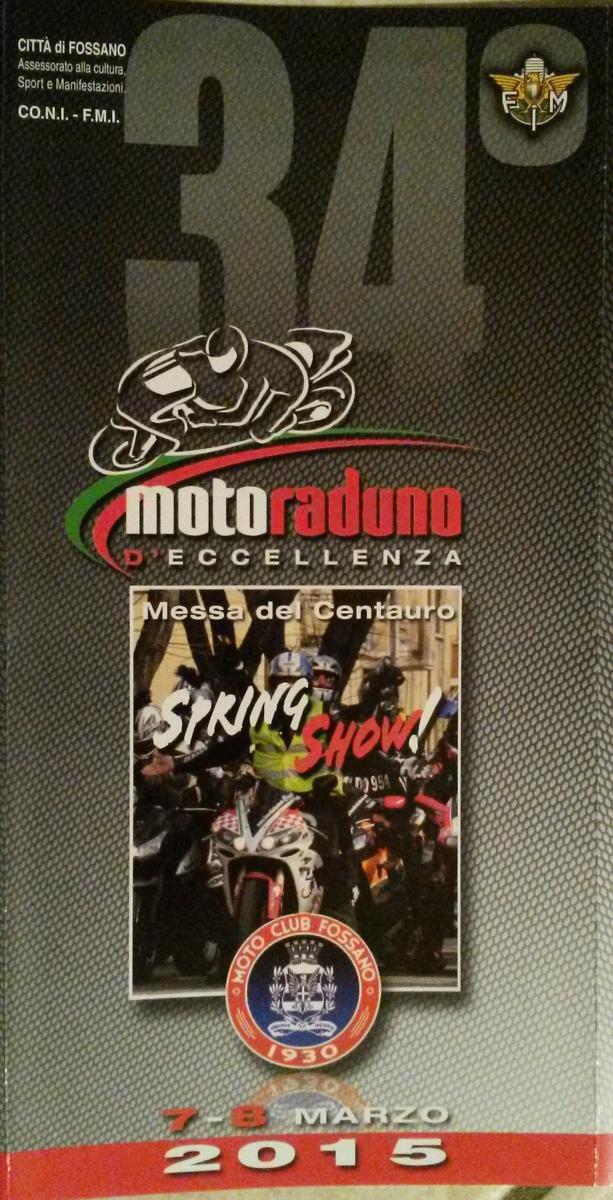 CITTÀ di FOSSANO
Assessorato alla cultura,
Sport e Manifestazioni.
CO.N.I. - F.M.I.
34°
F M
I
motoraduno
D'ECCELLENZA
Messa del Centauro
SPRING
SHOW!
MOTO CLUB FOSSANO
1930
7-8 MARZO
2015